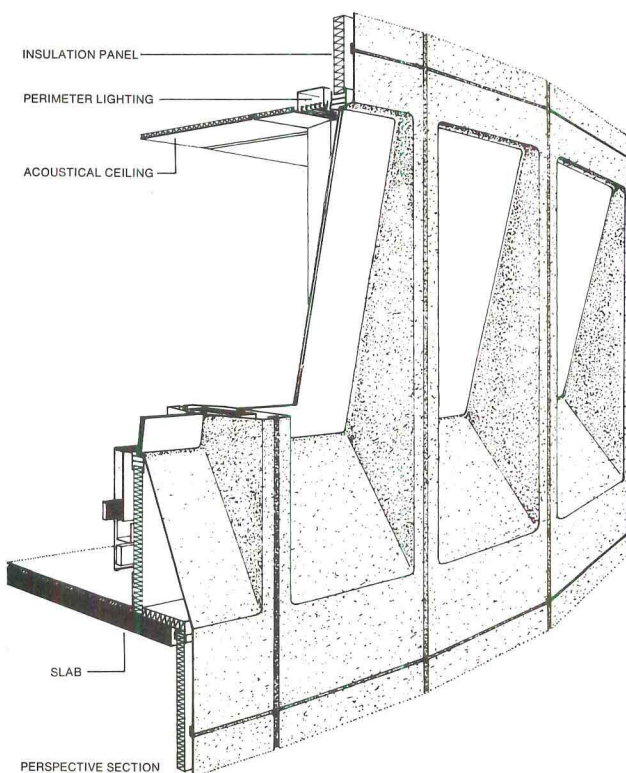 INSULATION PANEL
PERIMETER LIGHTING
ACOUSTICAL CEILING
SLAB
PERSPECTIVE SECTION